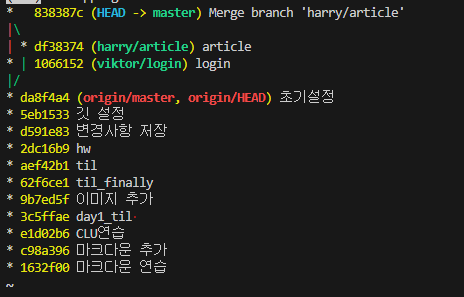 *   838387c (HEAD -> master) Merge branch 'harry/article'
|\
| * df38374 (harry/article) article
* | 1066152 (viktor/login) login
|/
* da8f4a4 (origin/master, origin/HEAD) 초기설정
* 5eb1533 깃 설정
* d591e83 변경사항 저장
* 2dc16b9 hw
* aef42b1 til
* 62f6ce1 til_finally
* 9b7ed5f 이미지 추가
* 3c5ffae day1_til
* e1d02b6 CLU연습
* c98a396 마크다운 추가
* 1632f00 마크다운 연습
~